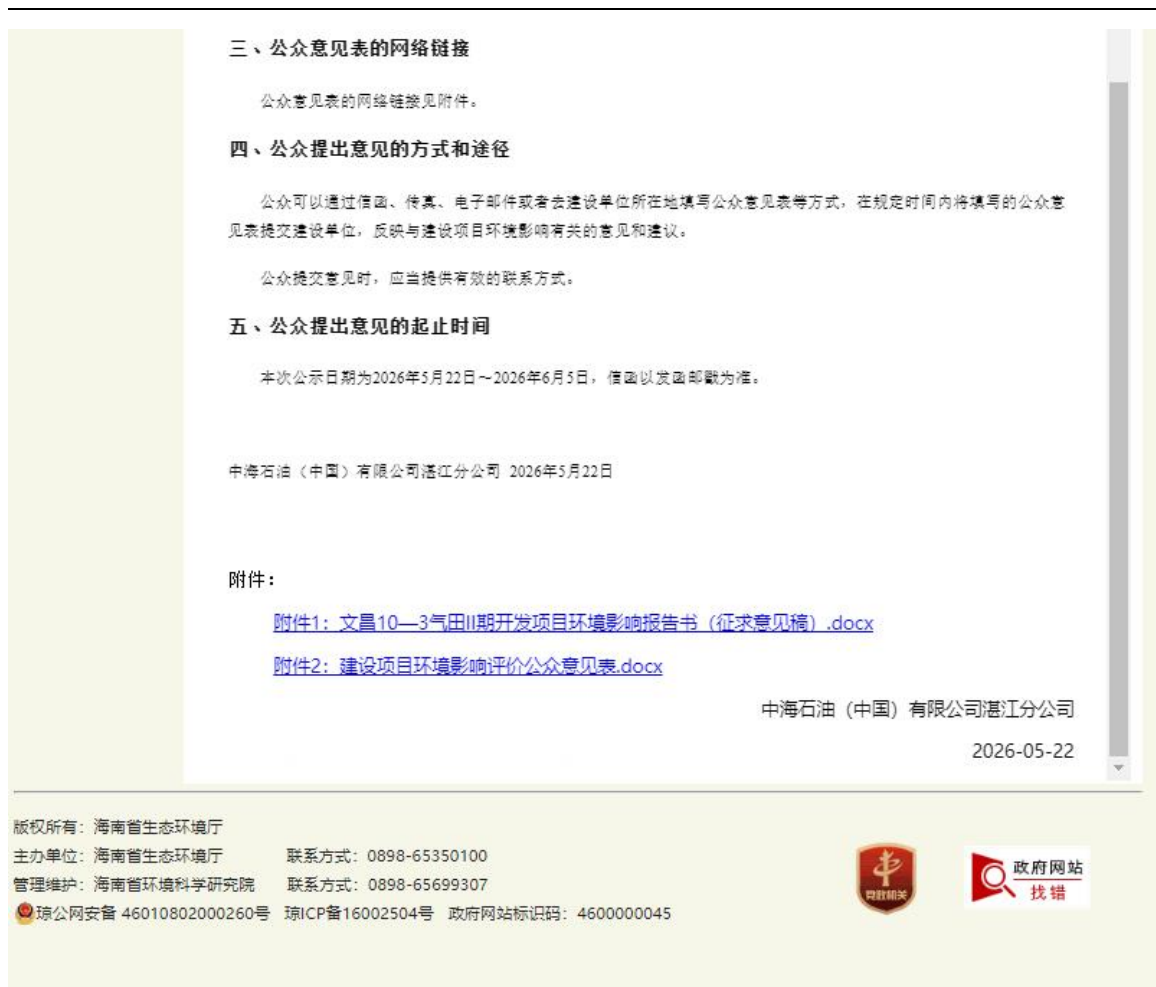 三、公众意见表的网络链接
公众意见表的网络链接见附件。
四、公众提出意见的方式和途径
公众可以通过信函、传真、电子邮件或者去建设单位所在地填写公众意见表等方式，在规定时间内将填写的公众意
见表提交建设单位，反映与建设项目环境影响有关的意见和建议。
公众提交意见时，应当提供有效的联系方式。
五、公众提出意见的起止时间
本次公示日期为2026年5月22日～2026年6月5日，信函以发函邮戳为准。
中海石油（中国）有限公司湛江分公司 2026年5月22日
附件：
附件1：文昌10—3气田II期开发项目环境影响报告书（征求意见稿）.docx
附件2：建设项目环境影响评价公众意见表.docx
中海石油（中国）有限公司湛江分公司
2026-05-22
版权所有：海南省生态环境厅
主办单位：海南省生态环境厅 联系方式：0898-65350100
管理维护：海南省环境科学研究院 联系方式：0898-65699307
琼公网安备 46010802000260号 琼ICP备16002504号 政府网站标识码：4600000045
党政机关
政府网站
找错